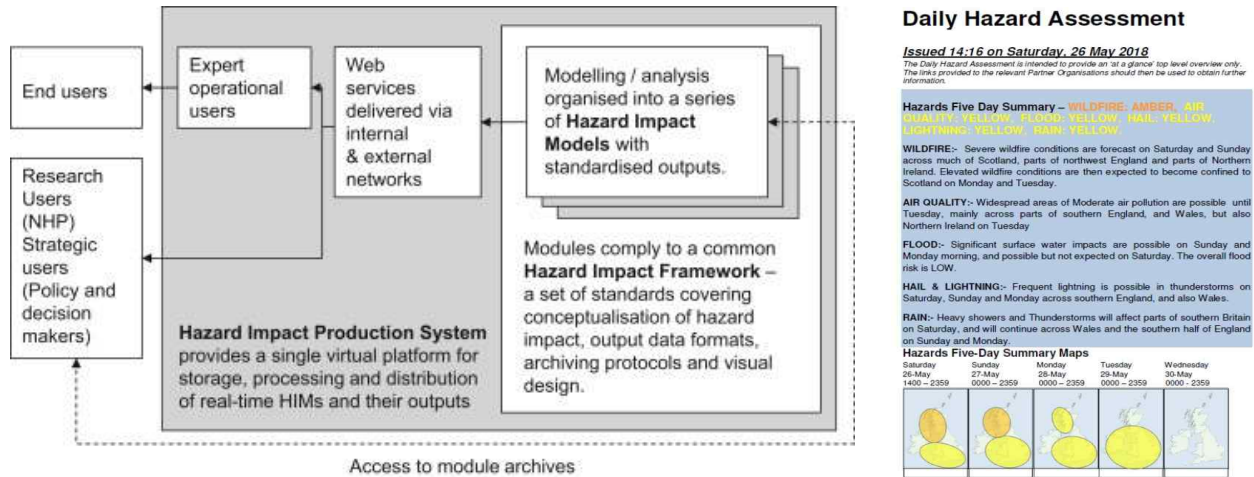 End users
Expert
operational
users
Web
services
delivered via
internal
& external
networks
Modelling / analysis
organised into a series
of Hazard Impact
Models with
standardised outputs.
Research
Users
(NHP)
Strategic
users
(Policy and
decision
makers)
Modules comply to a common
Hazard Impact Framework –
a set of standards covering
conceptualisation of hazard
impact, output data formats,
archiving protocols and visual
design.
Hazard Impact Production System
provides a single virtual platform for
storage, processing and distribution
of real-time HIMs and their outputs
Access to module archives
Daily Hazard Assessment
Issued 14:16 on Saturday, 26 May 2018
The Daily Hazard Assessment is intended to provide an 'at a glance' top level overview only.
The links provided to the relevant Partner Organisations should then be used to obtain further
information.
Hazards Five Day Summary – WILDFIRE: AMBER, AIR
QUALITY: YELLOW, FLOOD: YELLOW, HAIL: YELLOW,
LIGHTNING: YELLOW, RAIN: YELLOW.
WILDFIRE:- Severe wildfire conditions are forecast on Saturday and Sunday
across much of Scotland, parts of northwest England and parts of Northern
Ireland. Elevated wildfire conditions are then expected to become confined to
Scotland on Monday and Tuesday.
AIR QUALITY:- Widespread areas of Moderate air pollution are possible until
Tuesday, mainly across parts of southern England, and Wales, but also
Northern Ireland on Tuesday
FLOOD:- Significant surface water impacts are possible on Sunday and
Monday morning, and possible but not expected on Saturday. The overall flood
risk is LOW.
HAIL & LIGHTNING:- Frequent lightning is possible in thunderstorms on
Saturday, Sunday and Monday across southern England, and also Wales.
RAIN:- Heavy showers and Thunderstorms will affect parts of southern Britain
on Saturday, and will continue across Wales and the southern half of England
on Sunday and Monday.
Hazards Five-Day Summary Maps
Saturday Sunday Monday Tuesday Wednesday
26-May 27-May 28-May 29-May 30-May
1400 – 2359 0000 – 2359 0000 – 2359 0000 – 2359 0000 - 2359